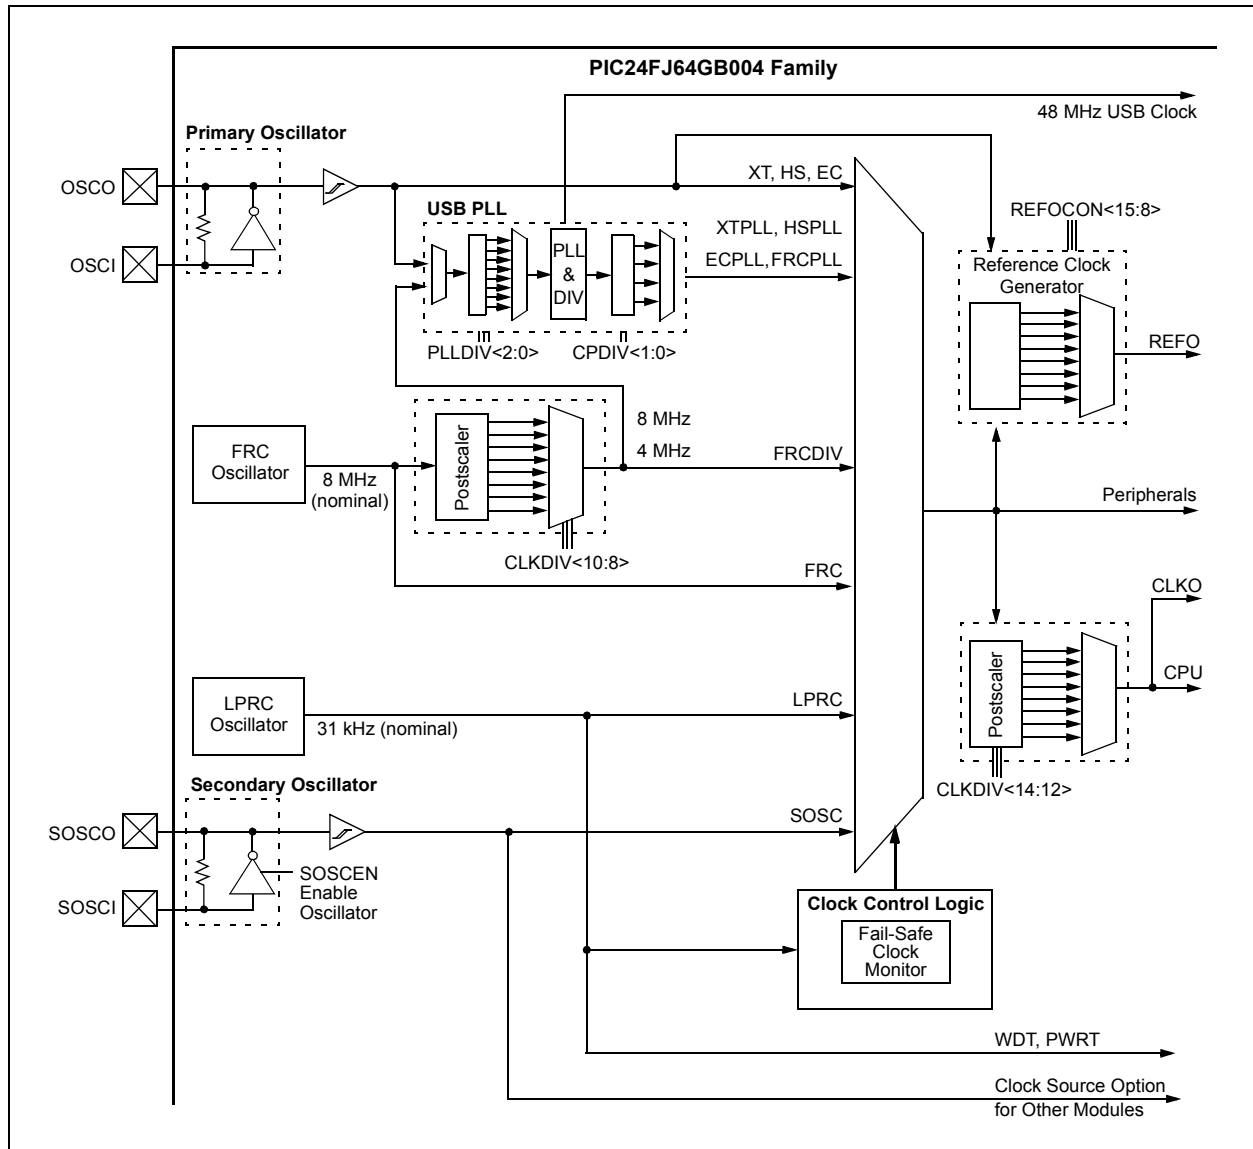 PIC24FJ64GB004 Family
48 MHz USB Clock
Primary Oscillator
OSCO
XT, HS, EC
USB PLL
REFOCON<15:8>
XTPLL, HSPLL
OSCI
PLL
&
DIV
ECPLL,FRCPLL
Reference Clock
Generator
PLLDIV<2:0>
CPDIV<1:0>
REFO
8 MHz
4 MHz
FRC
Oscillator
8 MHz
(nominal)
Postscaler
FRCDIV
Peripherals
CLKDIV<10:8>
FRC
CLKO
CPU
Postscaler
LPRC
Oscillator
31 kHz (nominal)
LPRC
CLKDIV<14:12>
Secondary Oscillator
SOSCO
SOSC
SOSCEN
Enable
Oscillator
SOSCI
Clock Control Logic
Fail-Safe
Clock
Monitor
WDT, PWRT
Clock Source Option
for Other Modules